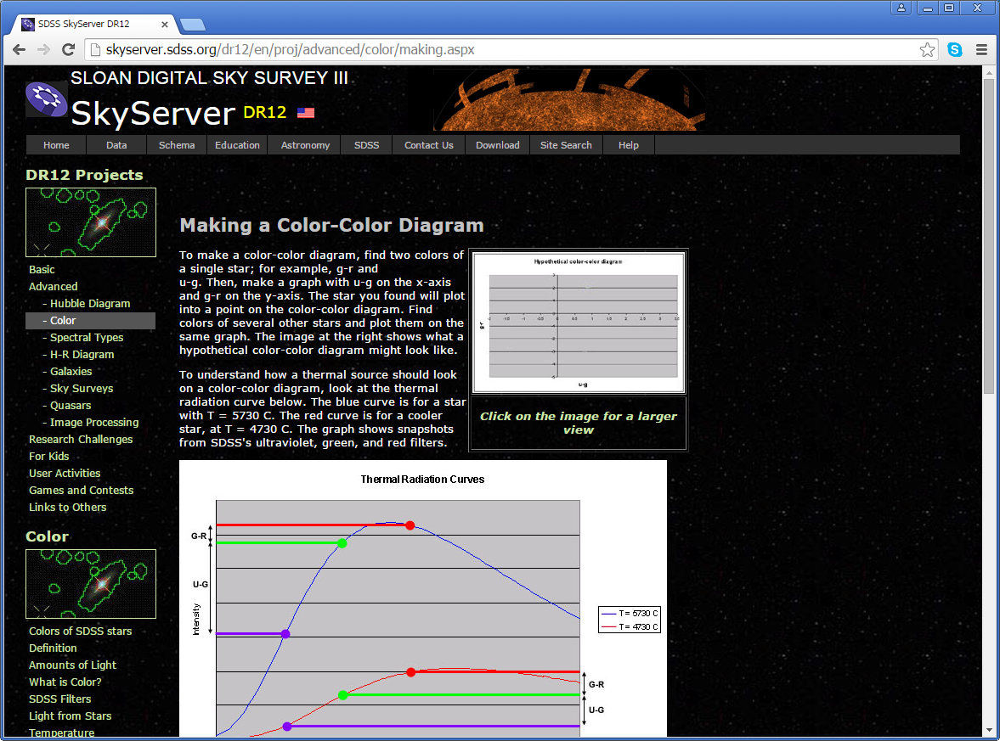 SDSS SkyServer DR12
skyserver.sdss.org/dr12/en/proj/advanced/color/making.aspx
SLOAN DIGITAL SKY SURVEY III
SkyServer DR12
Home Data Schema Education Astronomy SDSS Contact Us Download Site Search Help
DR12 Projects
Basic
Advanced
- Hubble Diagram
- Color
- Spectral Types
- H-R Diagram
- Galaxies
- Sky Surveys
- Quasars
- Image Processing
Research Challenges
For Kids
User Activities
Games and Contests
Links to Others
Color
Colors of SDSS stars
Definition
Amounts of Light
What is Color?
SDSS Filters
Light from Stars
Temperature
Making a Color-Color Diagram
To make a color-color diagram, find two colors of
a single star; for example, g-r and
u-g. Then, make a graph with u-g on the x-axis
and g-r on the y-axis. The star you found will plot
into a point on the color-color diagram. Find
colors of several other stars and plot them on the
same graph. The image at the right shows what a
hypothetical color-color diagram might look like.
To understand how a thermal source should look
on a color-color diagram, look at the thermal
radiation curve below. The blue curve is for a star
with T = 5730 C. The red curve is for a cooler
star, at T = 4730 C. The graph shows snapshots
from SDSS's ultraviolet, green, and red filters.
Hypothetical color-color diagram
g-r
u-g
Click on the image for a larger
view
Thermal Radiation Curves
G-R
U-G
Intensity
T = 5730 C
T = 4730 C
G-R
U-G